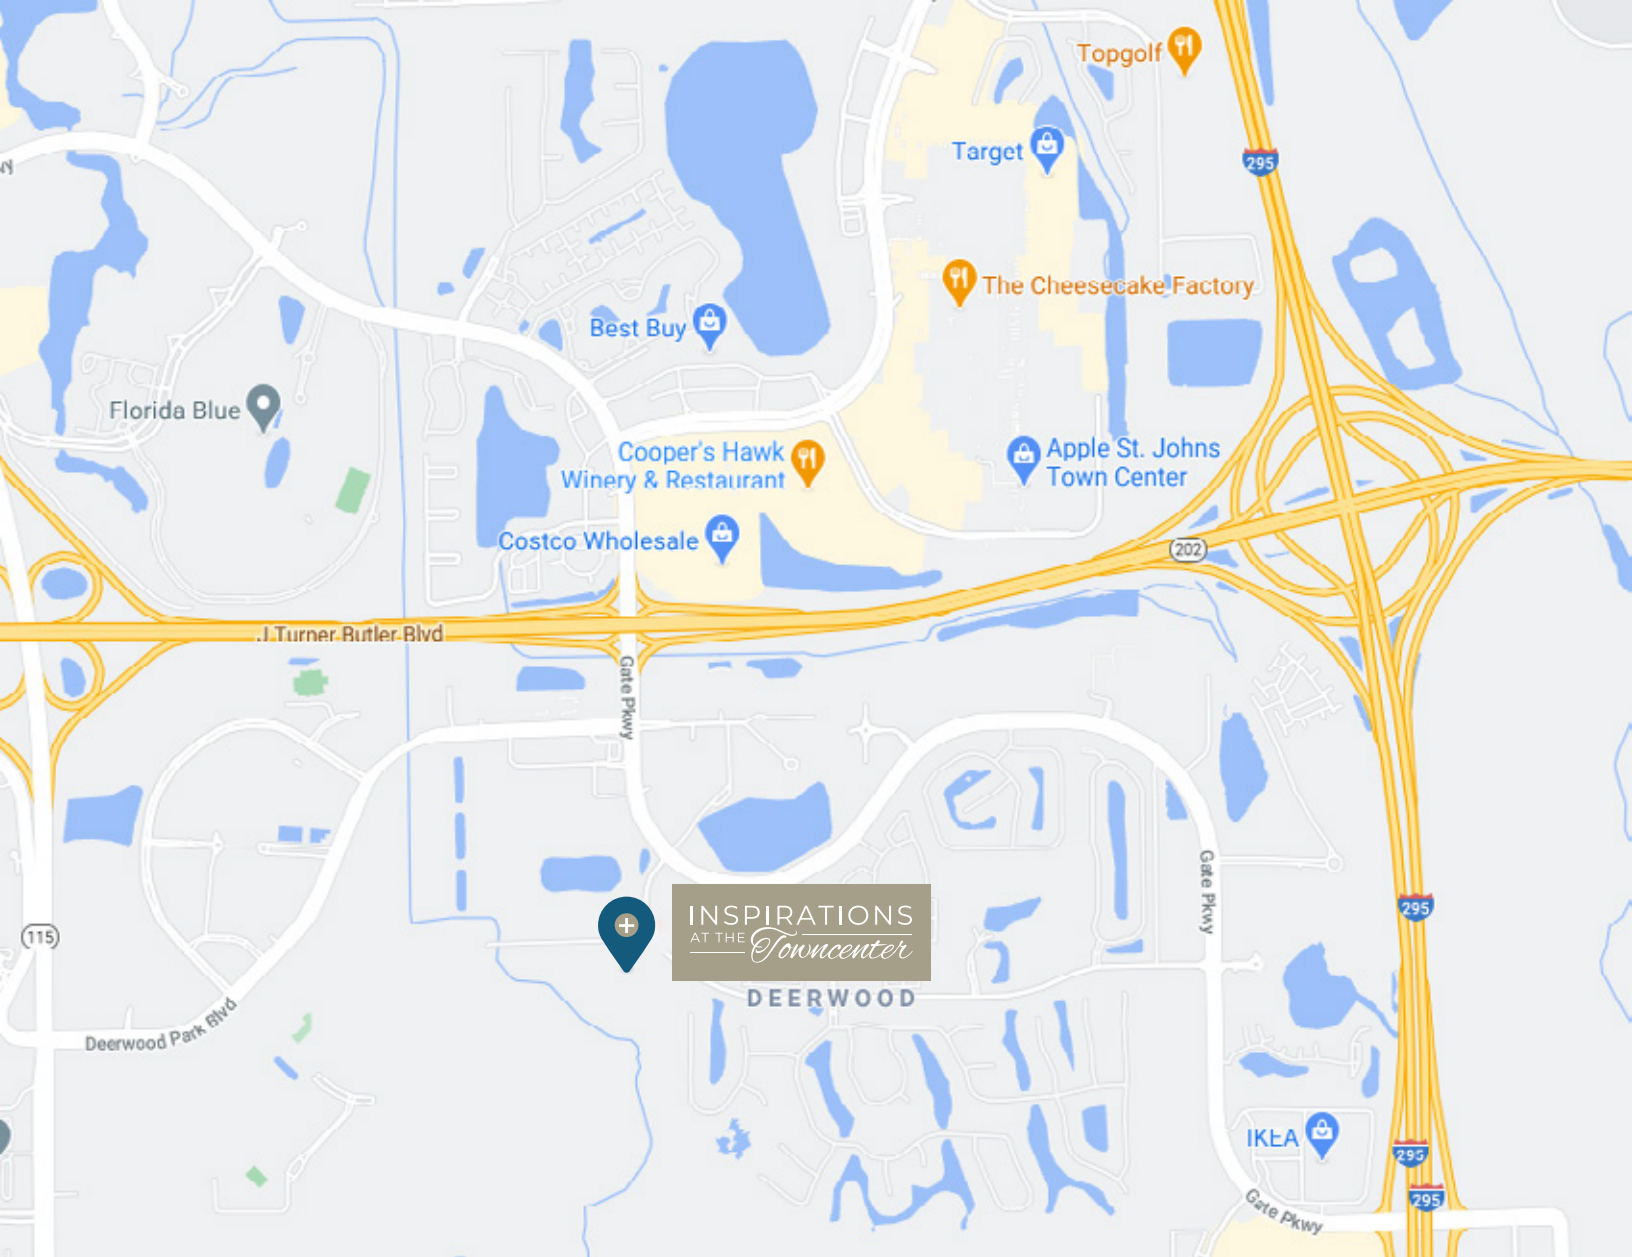 Topgolf
Target
295
The Cheesecake Factory
Best Buy
Florida Blue
Cooper's Hawk
Winery & Restaurant
Apple St. Johns
Town Center
Costco Wholesale
202
J Turner Butler Blvd
Gate Pkwy
Gate Pkwy
295
115
INSPIRATIONS
AT THE Towncenter
DEERWOOD
Deerwood Park Blvd
IKEA
295
295
Gate Pkwy